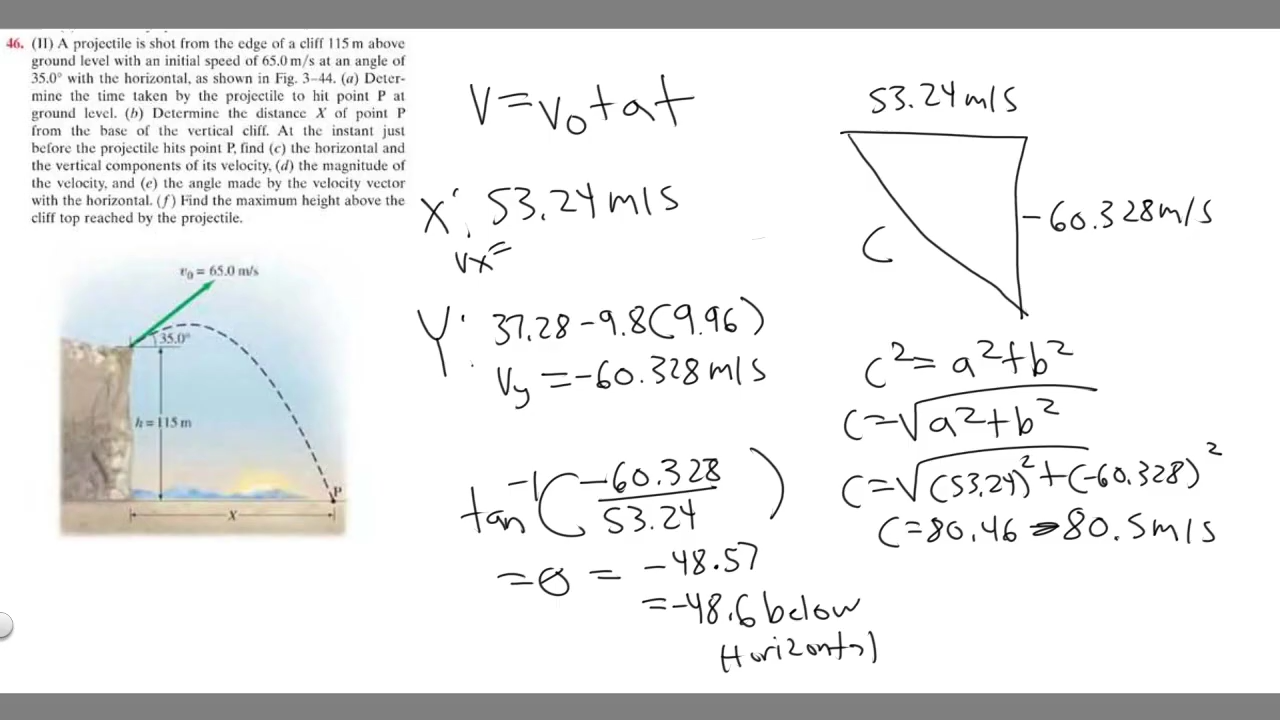 46. (II) A projectile is shot from the edge of a cliff 115 m above
ground level with an initial speed of 65.0 m/s at an angle of
35.0° with the horizontal, as shown in Fig. 3–44. (a) Deter-
mine the time taken by the projectile to hit point P at
ground level. (b) Determine the distance X of point P
from the base of the vertical cliff. At the instant just
before the projectile hits point P, find (c) the horizontal and
the vertical components of its velocity, (d) the magnitude of
the velocity, and (e) the angle made by the velocity vector
with the horizontal. (f) Find the maximum height above the
cliff top reached by the projectile.
v₀ = 65.0 m/s
35.0°
h = 115 m
P
X
V = V₀ + at
X: 53.24 m/s
Vx =
Y: 37.28 - 9.8(9.96)
Vy = -60.328 m/s
tan⁻¹(-60.328/53.24)
= θ = -48.57
= -48.6 below
Horizontal
53.24 m/s
-60.328 m/s
C
c² = a² + b²
c = √a² + b²
c = √(53.24)² + (-60.328)²
c = 80.46 → 80.5 m/s